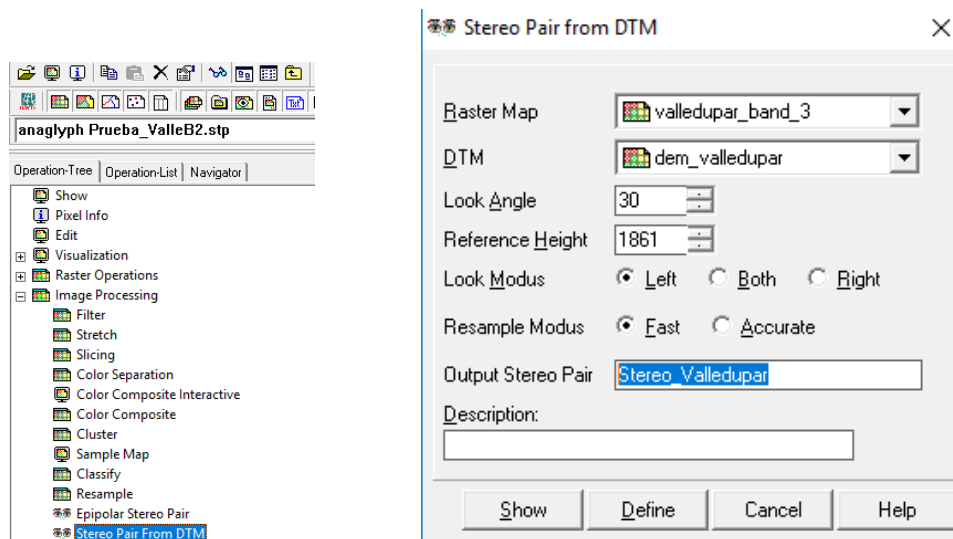 anaglyph Prueba_ValleB2.stp
Operation-Tree Operation-List Navigator
Show
Pixel Info
Edit
Visualization
Raster Operations
Image Processing
Filter
Stretch
Slicing
Color Separation
Color Composite Interactive
Color Composite
Cluster
Sample Map
Classify
Resample
Epipolar Stereo Pair
Stereo Pair From DTM
Stereo Pair from DTM
Raster Map valledupar_band_3
DTM dem_valledupar
Look Angle 30
Reference Height 1861
Look Modus Left Both Right
Resample Modus Fast Accurate
Output Stereo Pair Stereo_Valledupar
Description:
Show Define Cancel Help